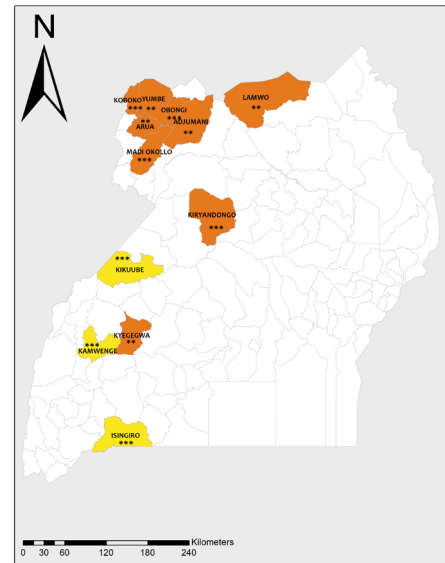 N
LAMWO
**
KOBOKO YUMBE
*** **
OBONGI
***
** ADJUMANI
ARUA **
MADI OKOLLO
***
KIRYANDONGO
***
***
KIKUUBE
KYEGEGWA
*** **
KAMWENGE
ISINGIRO
***
Kilometers
0 30 60 120 180 240